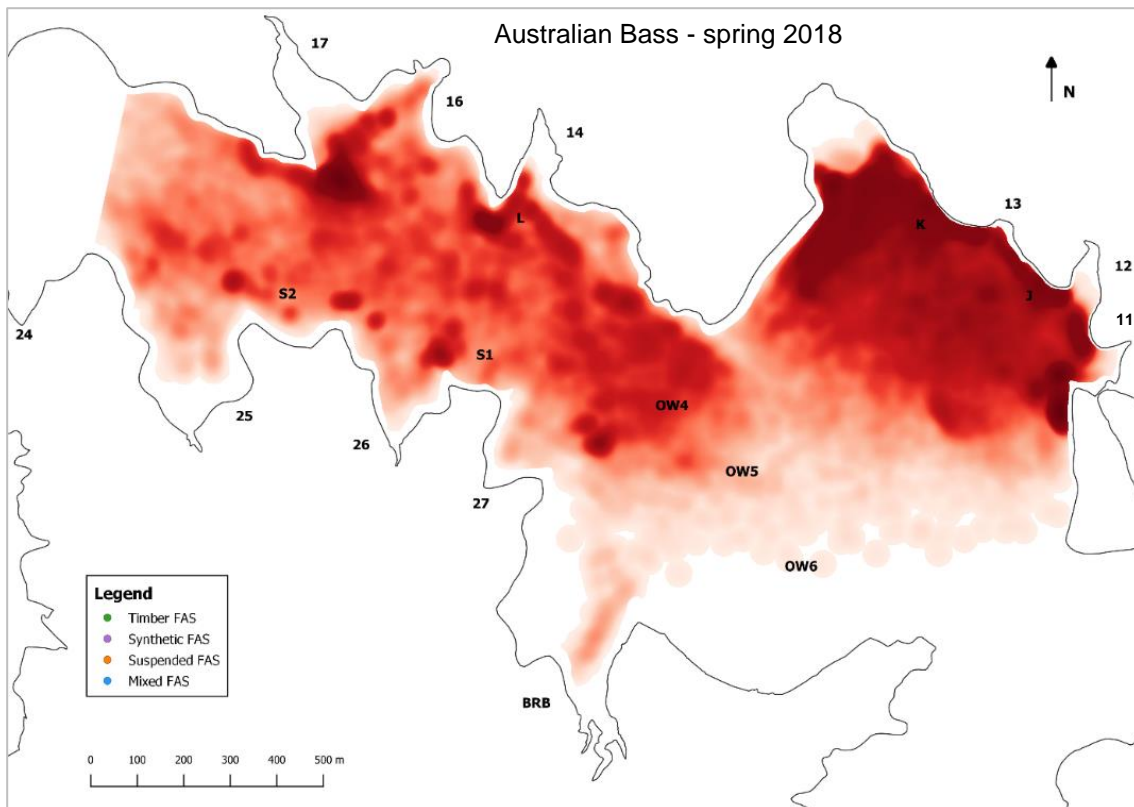 Australian Bass - spring 2018
17
16
14
N
13
K
L
12
J
S2
11
24
S1
OW4
25
26
OW5
27
OW6
Legend
Timber FAS
Synthetic FAS
Suspended FAS
Mixed FAS
BRB
0 100 200 300 400 500 m